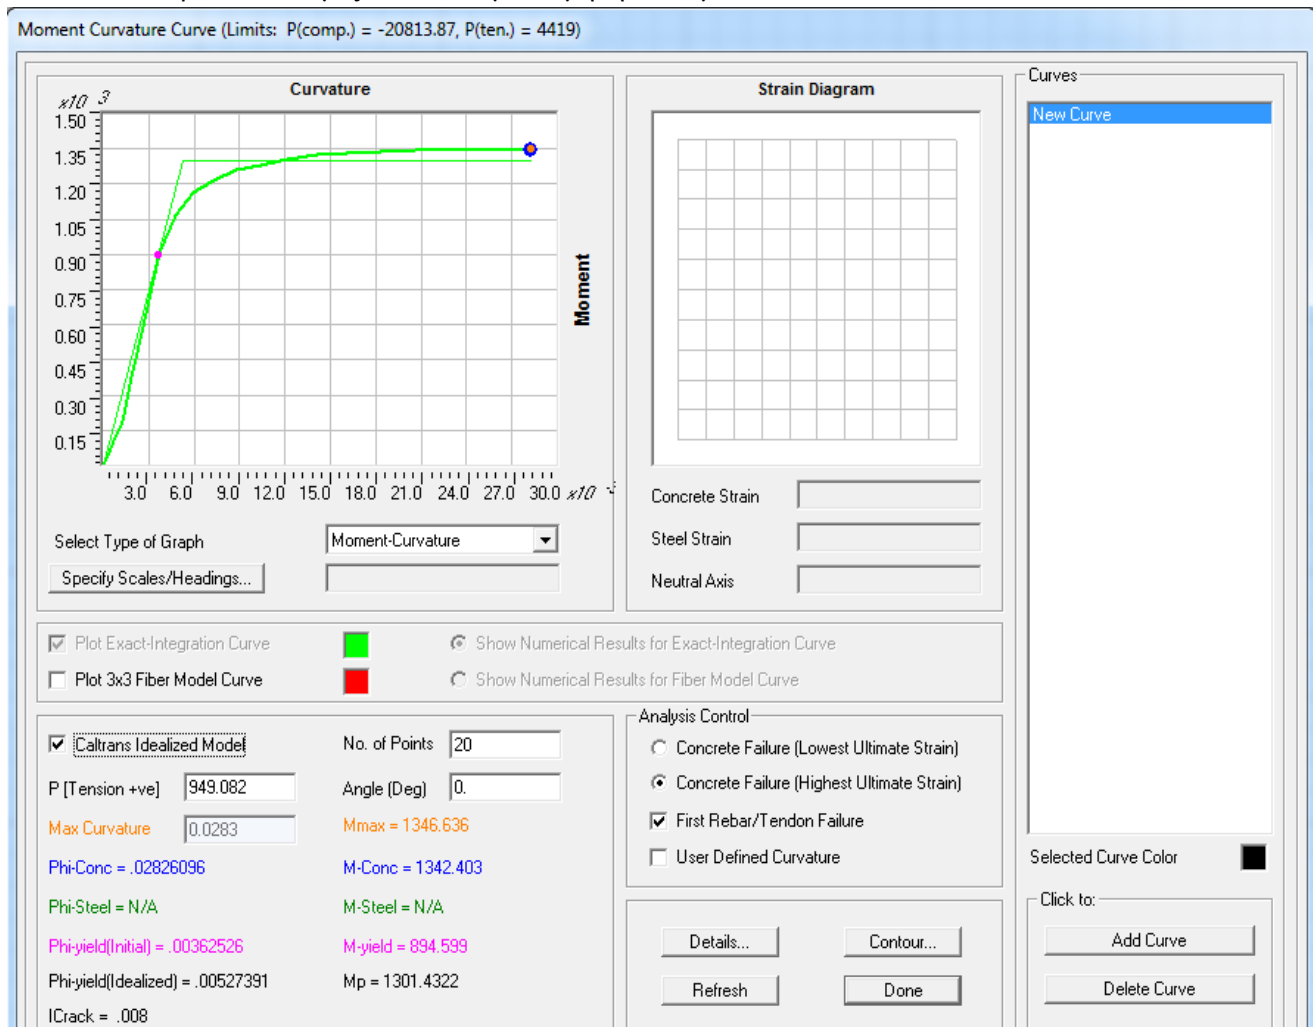 Moment Curvature Curve (Limits:  P(comp.) = -20813.87, P(ten.) = 4419)
Curvature
x10 3
1.50
1.35
1.20
1.05
0.90
0.75
0.60
0.45
0.30
0.15
3.0 6.0 9.0 12.0 15.0 18.0 21.0 24.0 27.0 30.0 x10
Moment
Select Type of Graph
Moment-Curvature
Specify Scales/Headings...
Strain Diagram
Concrete Strain
Steel Strain
Neutral Axis
Curves
New Curve
Plot Exact-Integration Curve
Show Numerical Results for Exact-Integration Curve
Plot 3x3 Fiber Model Curve
Show Numerical Results for Fiber Model Curve
Caltrans Idealized Model
No. of Points 20
P [Tension +ve] 949.082
Angle (Deg) 0.
Max Curvature 0.0283
Mmax = 1346.636
Phi-Conc = .02826096
M-Conc = 1342.403
Phi-Steel = N/A
M-Steel = N/A
Phi-yield(Initial) = .00362526
M-yield = 894.599
Phi-yield(Idealized) = .00527391
Mp = 1301.4322
ICrack = .008
Analysis Control
Concrete Failure (Lowest Ultimate Strain)
Concrete Failure (Highest Ultimate Strain)
First Rebar/Tendon Failure
User Defined Curvature
Details...
Contour...
Refresh
Done
Selected Curve Color
Click to:
Add Curve
Delete Curve